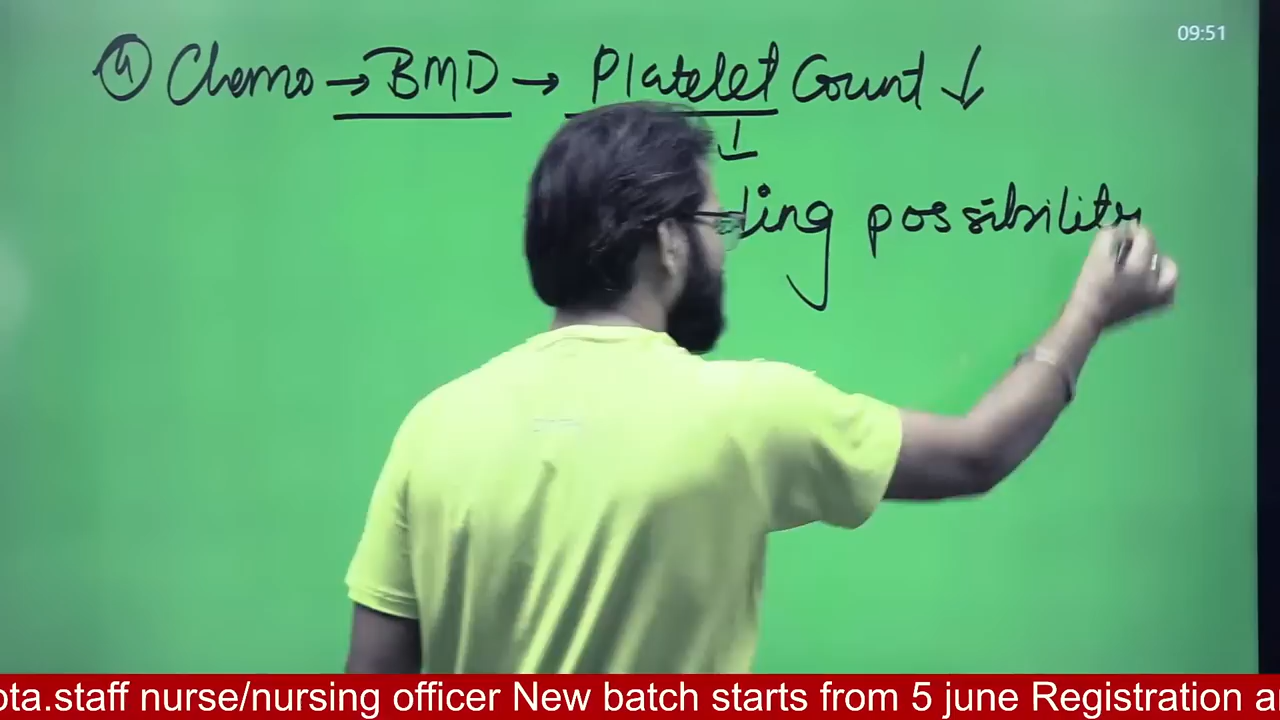 09:51
④ Chemo → BMD → Platelet Count ↓
↓
ding possibility
ota.staff nurse/nursing officer New batch starts from 5 june Registration a